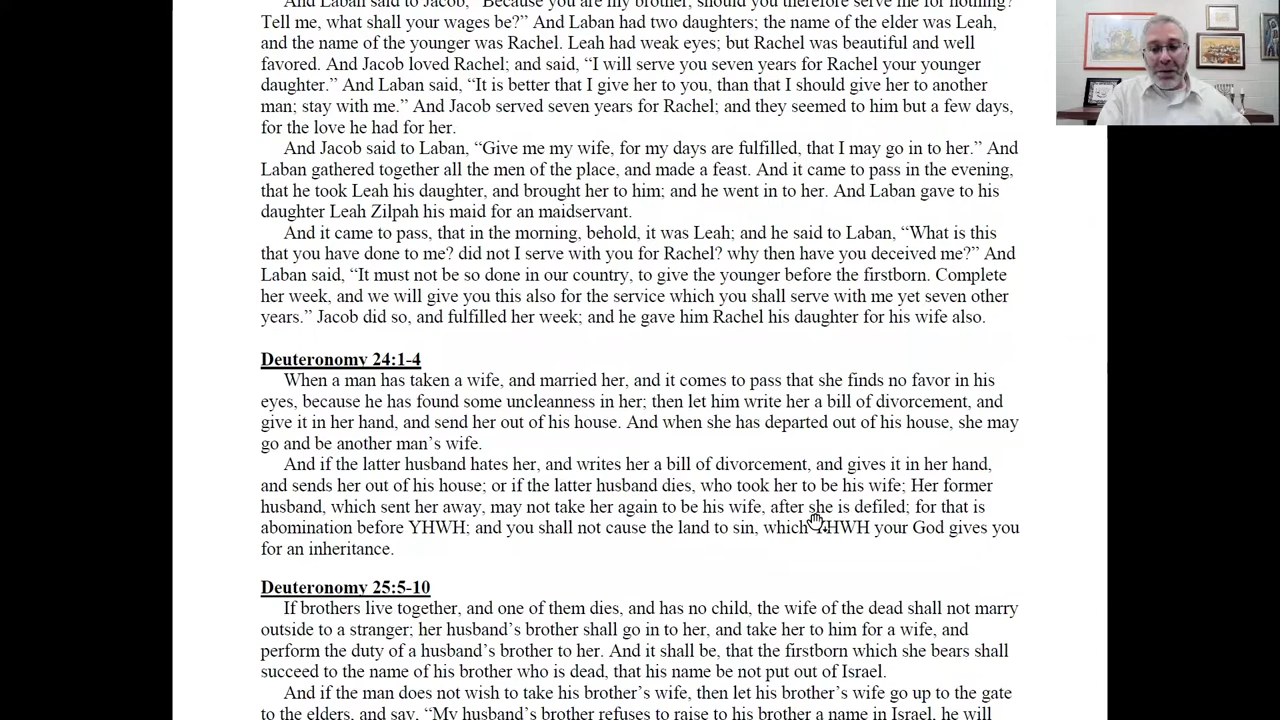 And Laban said to Jacob, “Because you are my brother, should you therefore serve me for nothing?
Tell me, what shall your wages be?” And Laban had two daughters; the name of the elder was Leah,
and the name of the younger was Rachel. Leah had weak eyes; but Rachel was beautiful and well
favored. And Jacob loved Rachel; and said, “I will serve you seven years for Rachel your younger
daughter.” And Laban said, “It is better that I give her to you, than that I should give her to another
man; stay with me.” And Jacob served seven years for Rachel; and they seemed to him but a few days,
for the love he had for her.
And Jacob said to Laban, “Give me my wife, for my days are fulfilled, that I may go in to her.” And
Laban gathered together all the men of the place, and made a feast. And it came to pass in the evening,
that he took Leah his daughter, and brought her to him; and he went in to her. And Laban gave to his
daughter Leah Zilpah his maid for an maidservant.
And it came to pass, that in the morning, behold, it was Leah; and he said to Laban, “What is this
that you have done to me? did not I serve with you for Rachel? why then have you deceived me?” And
Laban said, “It must not be so done in our country, to give the younger before the firstborn. Complete
her week, and we will give you this also for the service which you shall serve with me yet seven other
years.” Jacob did so, and fulfilled her week; and he gave him Rachel his daughter for his wife also.
Deuteronomy 24:1-4
When a man has taken a wife, and married her, and it comes to pass that she finds no favor in his
eyes, because he has found some uncleanness in her; then let him write her a bill of divorcement, and
give it in her hand, and send her out of his house. And when she has departed out of his house, she may
go and be another man’s wife.
And if the latter husband hates her, and writes her a bill of divorcement, and gives it in her hand,
and sends her out of his house; or if the latter husband dies, who took her to be his wife; Her former
husband, which sent her away, may not take her again to be his wife, after she is defiled; for that is
abomination before YHWH; and you shall not cause the land to sin, which YHWH your God gives you
for an inheritance.
Deuteronomy 25:5-10
If brothers live together, and one of them dies, and has no child, the wife of the dead shall not marry
outside to a stranger; her husband’s brother shall go in to her, and take her to him for a wife, and
perform the duty of a husband’s brother to her. And it shall be, that the firstborn which she bears shall
succeed to the name of his brother who is dead, that his name be not put out of Israel.
And if the man does not wish to take his brother’s wife, then let his brother’s wife go up to the gate
to the elders, and say, “My husband’s brother refuses to raise to his brother a name in Israel, he will